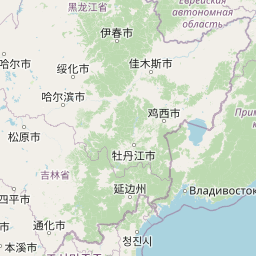 Еврейская
автономная
область
黑龙江省
伊春市
齐哈尔市
绥化市
佳木斯市
哈尔滨市
鸡西市
松原市
牡丹江市
吉林省
延边州
Владивосток
四平市
通化市
청진시
本溪市